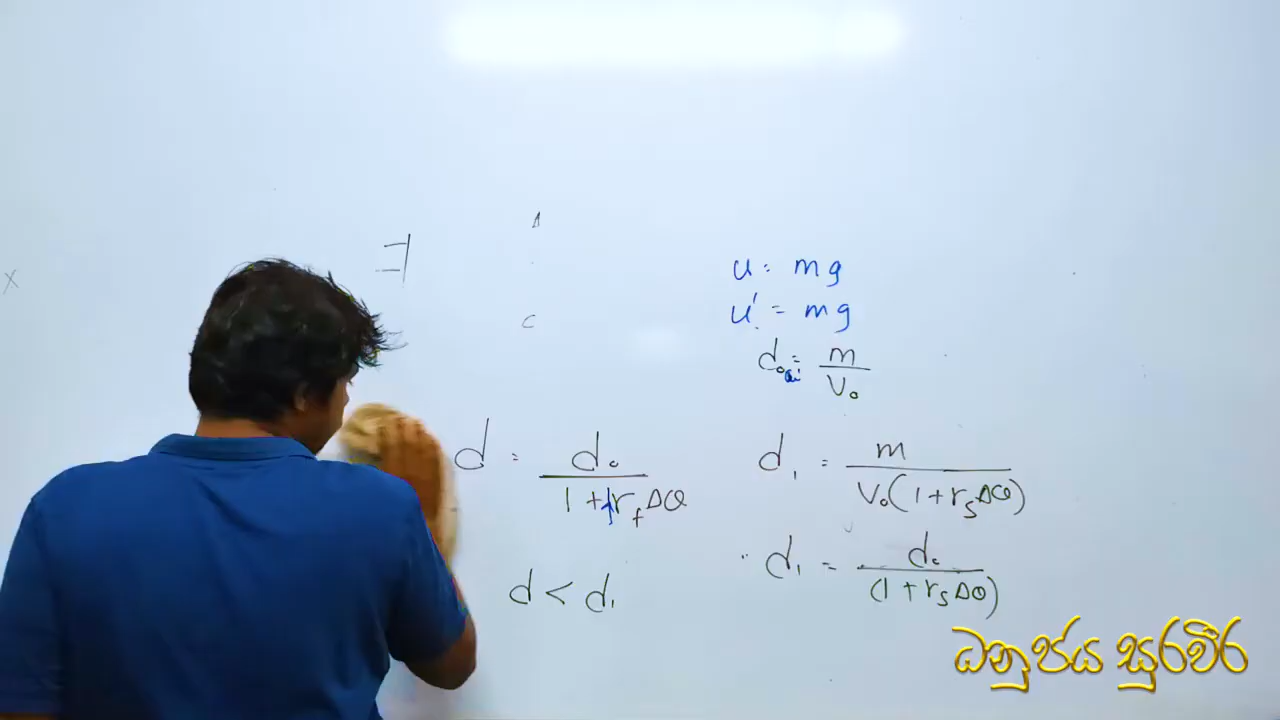 x
A
C
u = mg
u' = mg
d₀ = m / V₀
d = d₀ / 1 + r_f Δθ
d₁ = m / V₀(1 + r_s Δθ)
d < d₁
d₁ = d₀ / (1 + r_s Δθ)
ධනුජය සුරවීර